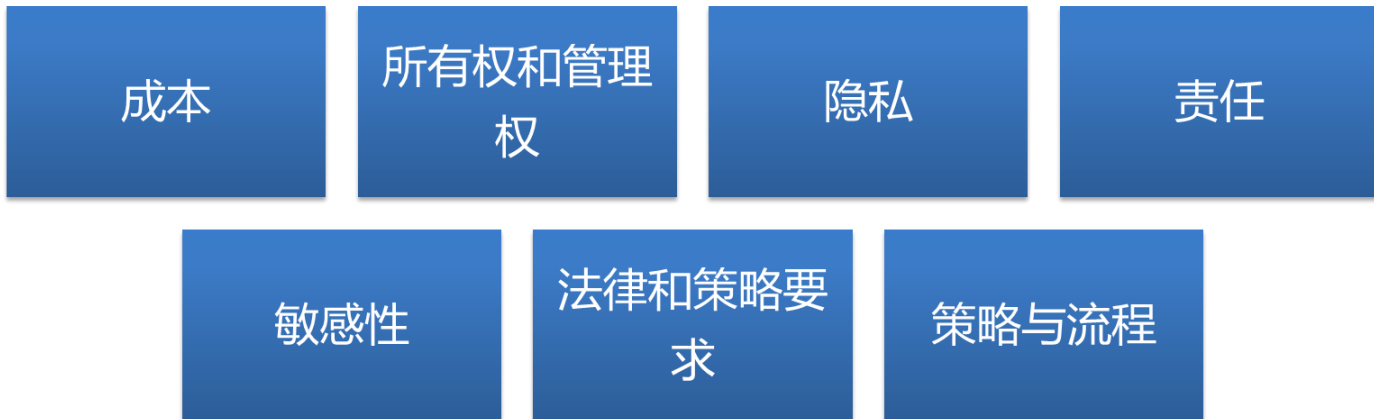 成本
所有权和管理
权
隐私
责任
敏感性
法律和策略要
求
策略与流程